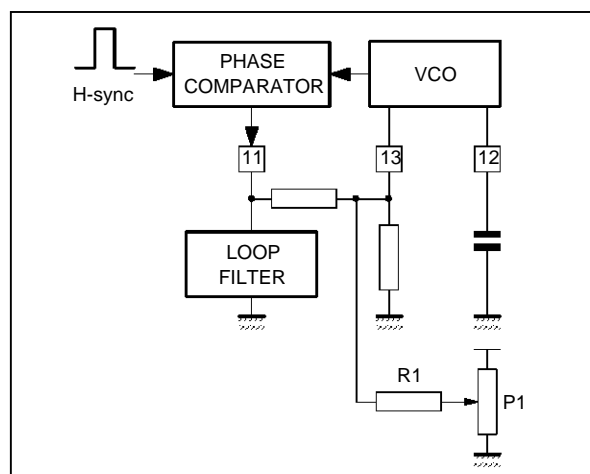 PHASE
COMPARATOR
VCO
H-sync
11
13
12
LOOP
FILTER
R1
P1